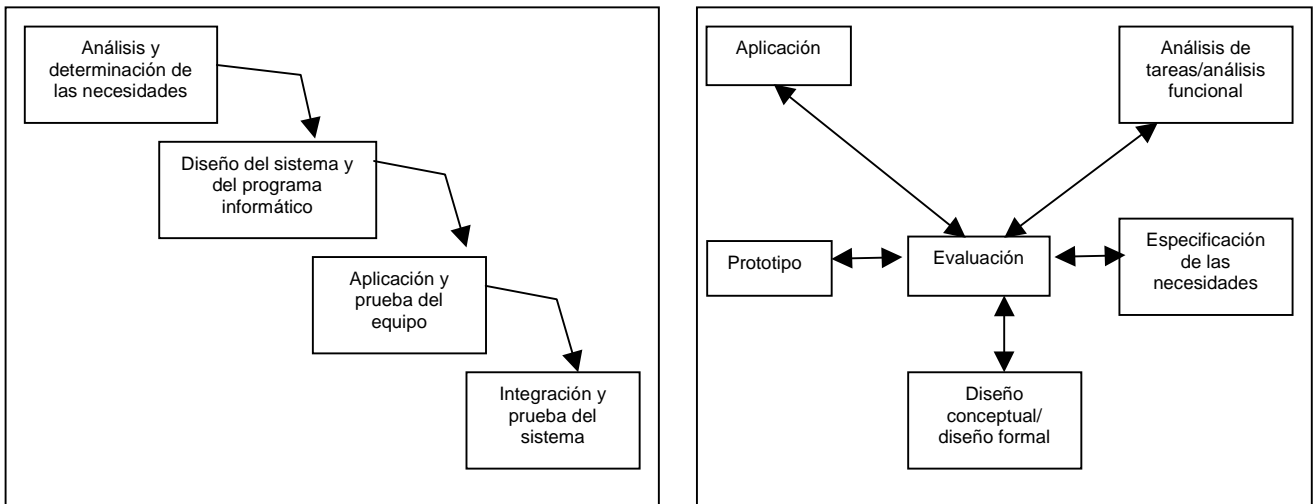 Análisis y
determinación de
las necesidades
Diseño del sistema y
del programa
informático
Aplicación y
prueba del
equipo
Integración y
prueba del
sistema
Aplicación
Análisis de
tareas/análisis
funcional
Prototipo
Evaluación
Especificación
de las
necesidades
Diseño
conceptual/
diseño formal